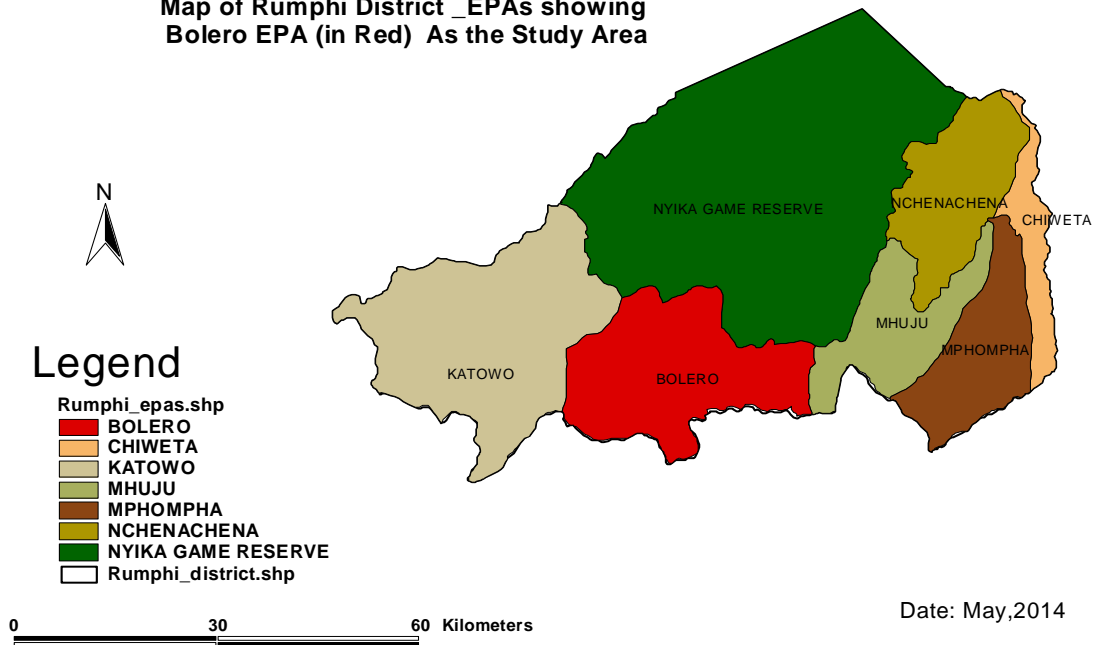 Map of Rumphi District _EPAs showing
Bolero EPA (in Red) As the Study Area
N
NYIKA GAME RESERVE
NCHENACHENA
CHIWETA
MHUJU
MPHOMPHA
KATOWO
BOLERO
Legend
Rumphi_epas.shp
BOLERO
CHIWETA
KATOWO
MHUJU
MPHOMPHA
NCHENACHENA
NYIKA GAME RESERVE
Rumphi_district.shp
0 30 60 Kilometers
Date: May,2014